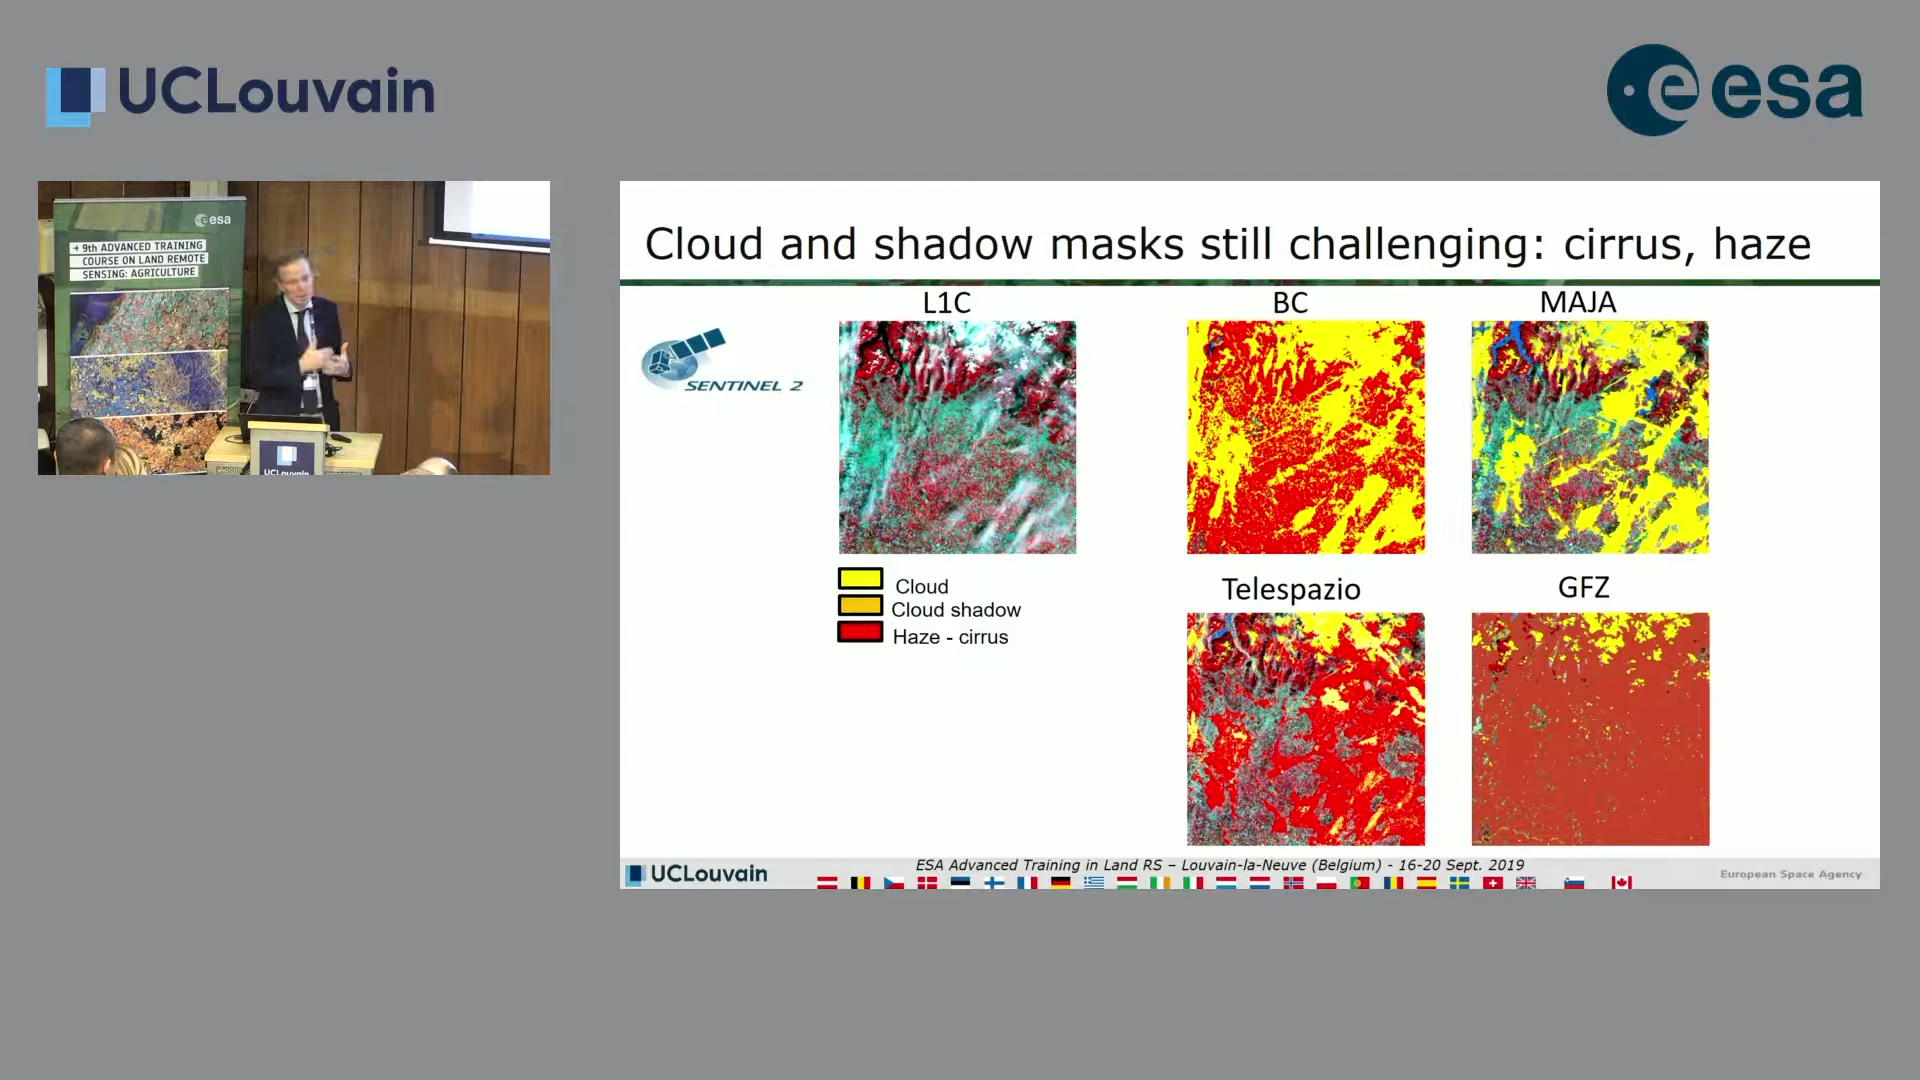 UCLouvain
esa
esa
→ 9th ADVANCED TRAINING
COURSE ON LAND REMOTE
SENSING: AGRICULTURE
UCLouvain
Cloud and shadow masks still challenging: cirrus, haze
SENTINEL 2
L1C
BC
MAJA
Cloud
Cloud shadow
Haze - cirrus
Telespazio
GFZ
UCLouvain
ESA Advanced Training in Land RS – Louvain-la-Neuve (Belgium) - 16-20 Sept. 2019
European Space Agency